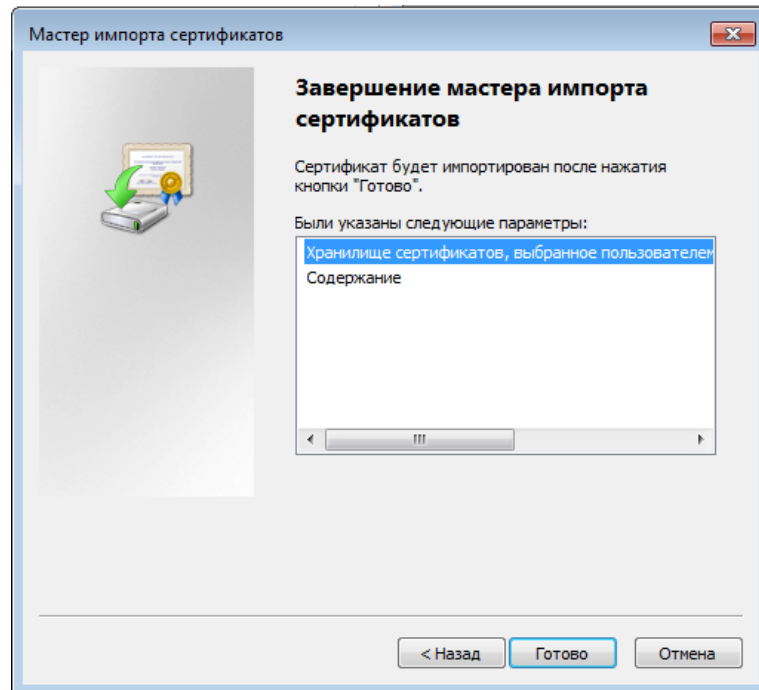 Мастер импорта сертификатов
Завершение мастера импорта
сертификатов
Сертификат будет импортирован после нажатия
кнопки "Готово".
Были указаны следующие параметры:
Хранилище сертификатов, выбранное пользователем
Содержание
< Назад
Готово
Отмена